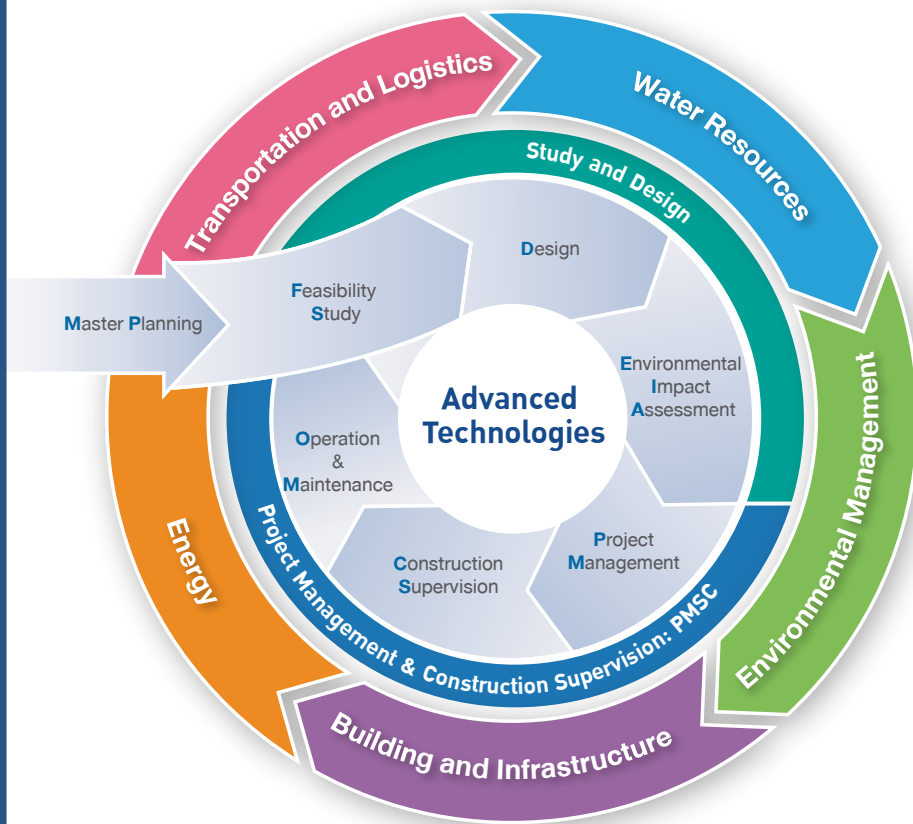 Transportation and Logistics
Water Resources
Study and Design
Design
Feasibility
Study
Master Planning
Environmental
Impact
Assessment
Advanced
Technologies
Environmental Management
Operation
&
Maintenance
Project
Management
Construction
Supervision
Energy
Project Management & Construction Supervision: PMSC
Building and Infrastructure